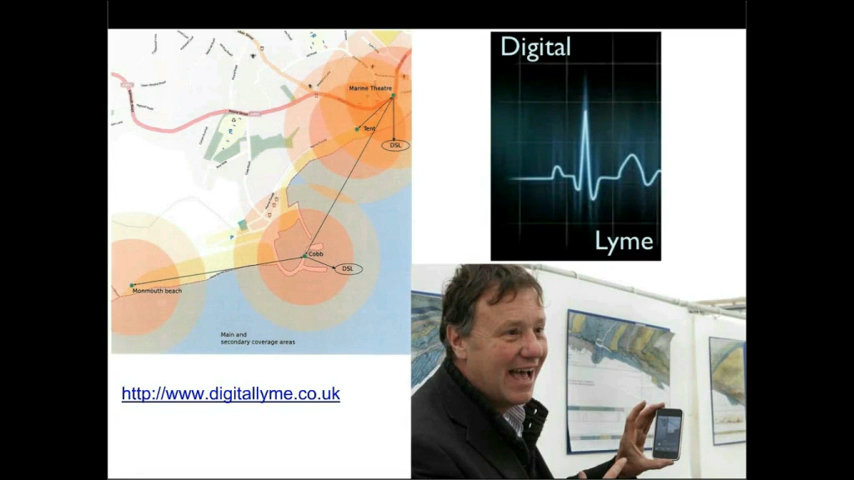 Marine Theatre
Tent
DSL
Cobb
DSL
Monmouth beach
Main and
secondary coverage areas
http://www.digitallyme.co.uk
Digital
Lyme